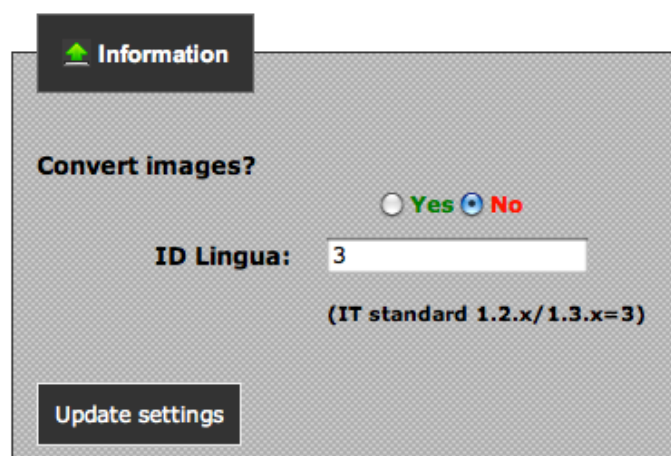 Information
Convert images?
Yes No
ID Lingua: 3
(IT standard 1.2.x/1.3.x=3)
Update settings